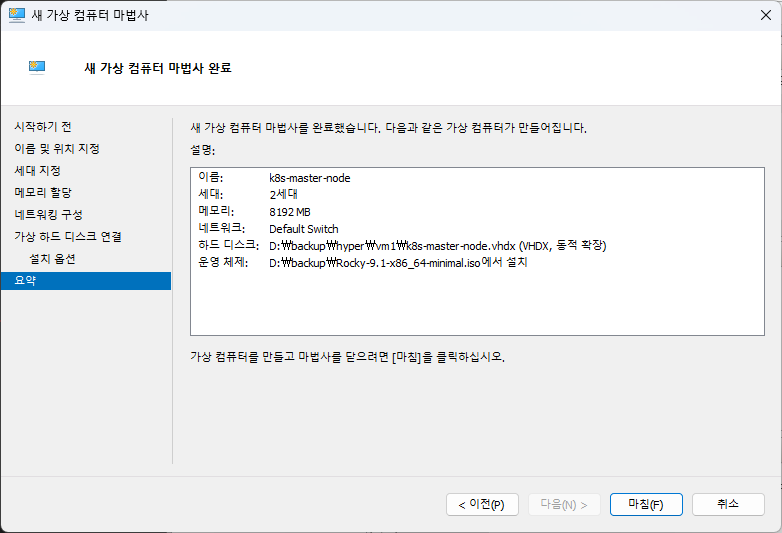 새 가상 컴퓨터 마법사
새 가상 컴퓨터 마법사 완료
시작하기 전
이름 및 위치 지정
세대 지정
메모리 할당
네트워킹 구성
가상 하드 디스크 연결
설치 옵션
요약
새 가상 컴퓨터 마법사를 완료했습니다. 다음과 같은 가상 컴퓨터가 만들어집니다.
설명:
이름: k8s-master-node
세대: 2세대
메모리: 8192 MB
네트워크: Default Switch
하드 디스크: D:₩backup₩hyper₩vm1₩k8s-master-node.vhdx (VHDX, 동적 확장)
운영 체제: D:₩backup₩Rocky-9.1-x86_64-minimal.iso에서 설치
가상 컴퓨터를 만들고 마법사를 닫으려면 [마침]을 클릭하십시오.
< 이전(P) 다음(N) > 마침(F) 취소